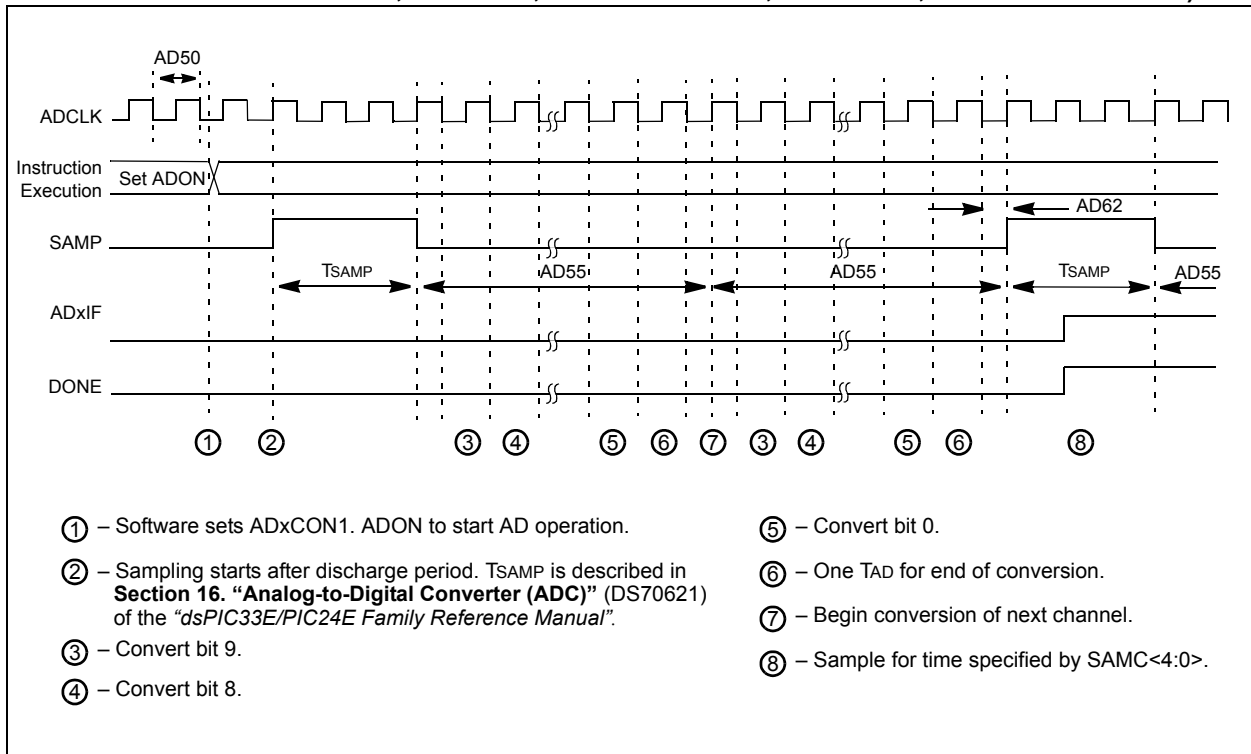 AD50
ADCLK
Instruction
Execution
Set ADON
AD62
SAMP
TSAMP
AD55
AD55
TSAMP
AD55
ADxIF
DONE
1
2
3
4
5
6
7
3
4
5
6
8
1 – Software sets ADxCON1. ADON to start AD operation.
2 – Sampling starts after discharge period. TSAMP is described in
Section 16. “Analog-to-Digital Converter (ADC)” (DS70621)
of the “dsPIC33E/PIC24E Family Reference Manual”.
3 – Convert bit 9.
4 – Convert bit 8.
5 – Convert bit 0.
6 – One TAD for end of conversion.
7 – Begin conversion of next channel.
8 – Sample for time specified by SAMC<4:0>.